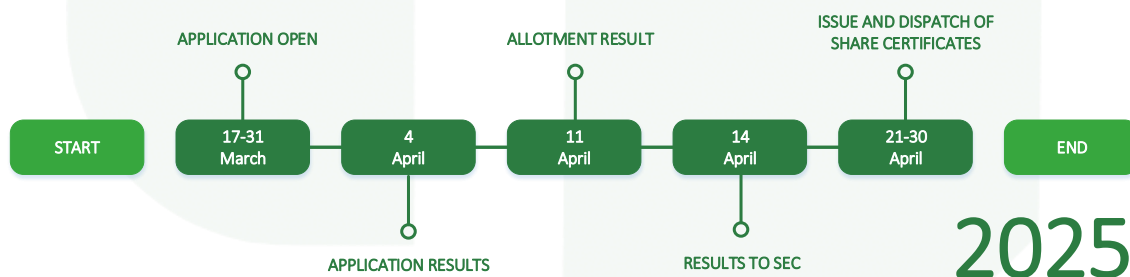 APPLICATION OPEN
ALLOTMENT RESULT
ISSUE AND DISPATCH OF
SHARE CERTIFICATES
START
17-31
March
4
April
11
April
14
April
21-30
April
END
APPLICATION RESULTS
RESULTS TO SEC
2025